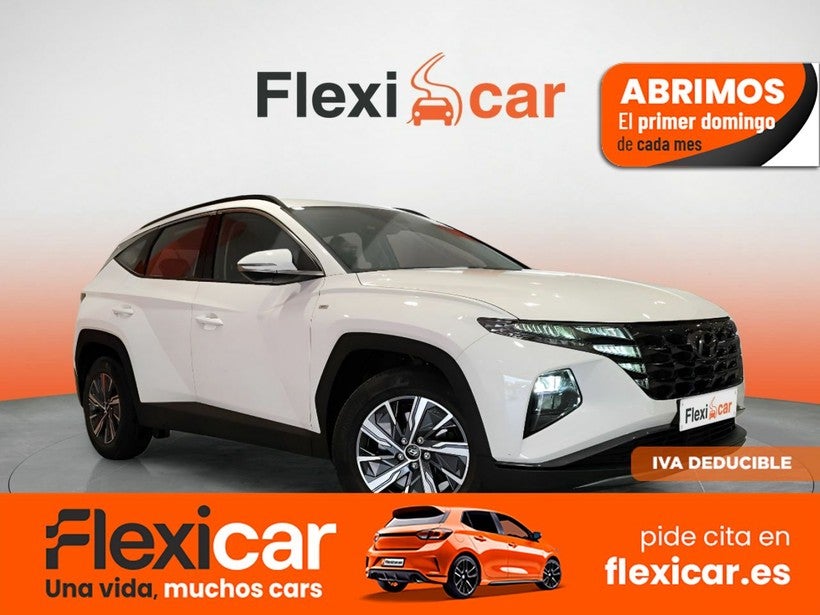 Flexicar
ABRIMOS
El primer domingo
de cada mes
Flexicar
IVA DEDUCIBLE
Flexicar
Una vida, muchos cars
pide cita en
flexicar.es